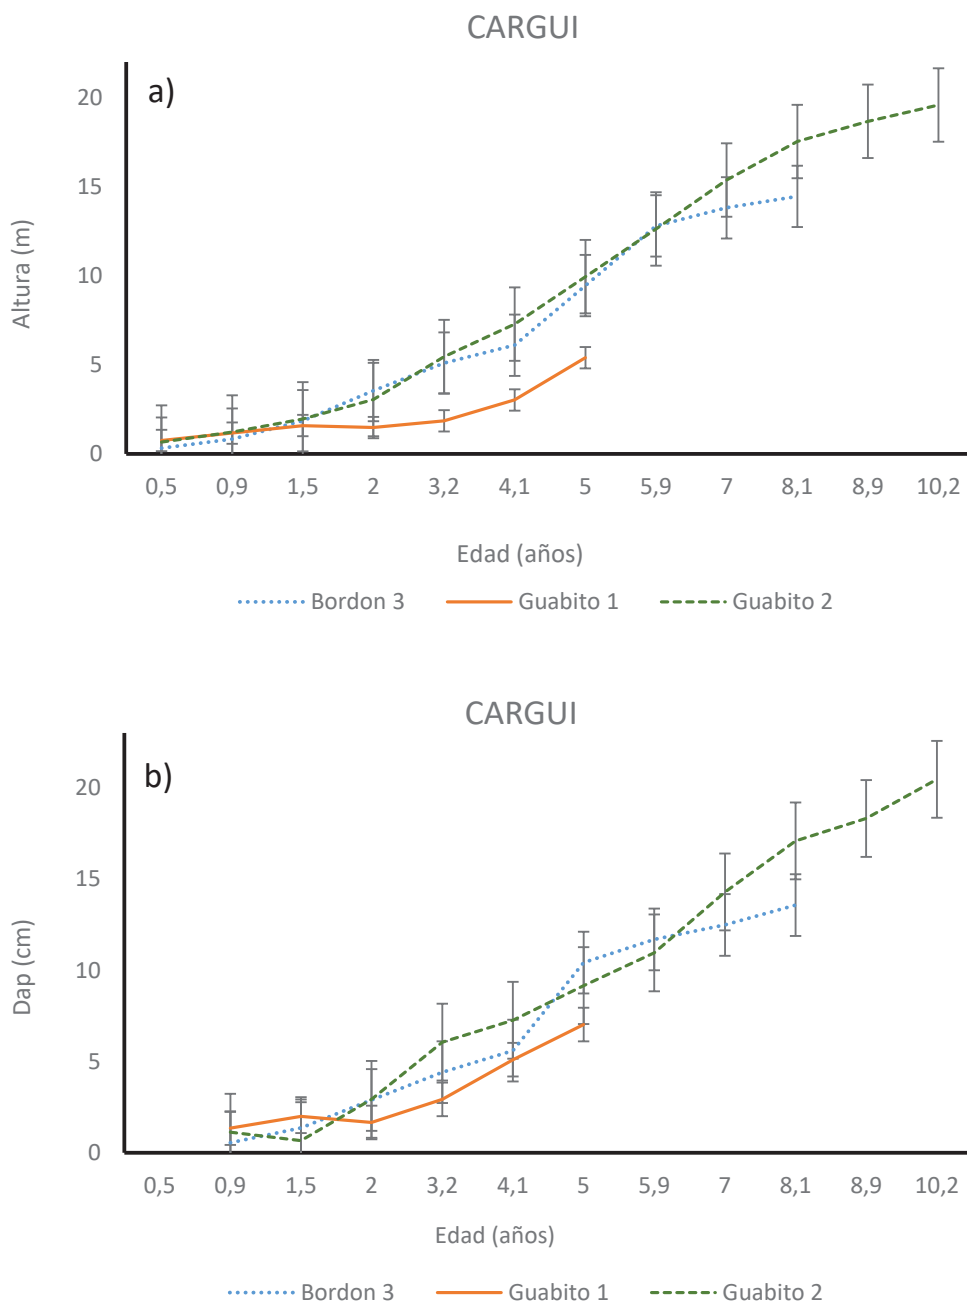 CARGUI
a)
20
15
10
5
0
Altura (m)
0,5 0,9 1,5 2 3,2 4,1 5 5,9 7 8,1 8,9 10,2
Edad (años)
Bordon 3 Guabito 1 Guabito 2
CARGUI
b)
20
15
10
5
0
Dap (cm)
0,5 0,9 1,5 2 3,2 4,1 5 5,9 7 8,1 8,9 10,2
Edad (años)
Bordon 3 Guabito 1 Guabito 2